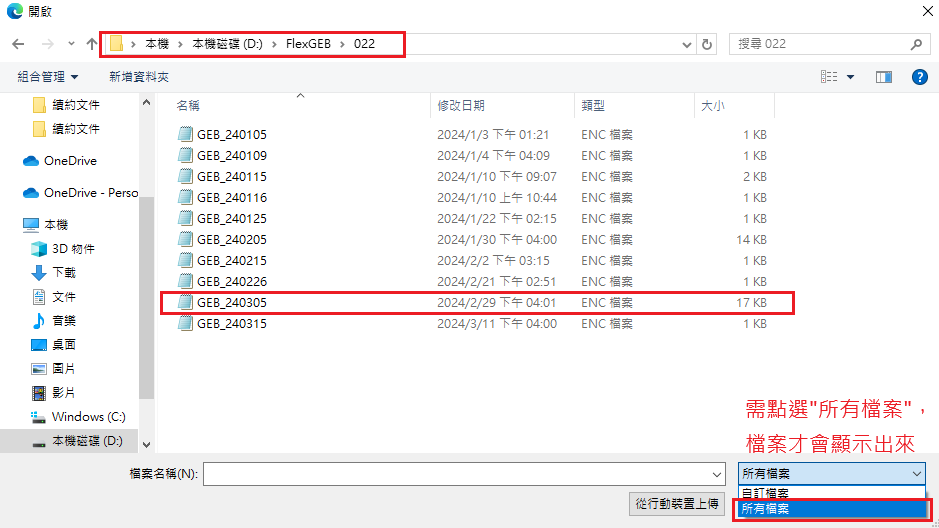 開啟
本機 › 本機磁碟 (D:) › FlexGEB › 022
搜尋 022
組合管理 新增資料夾
名稱 修改日期 類型 大小
續約文件
續約文件
OneDrive
OneDrive - Perso
本機
3D 物件
下載
文件
音樂
桌面
圖片
影片
Windows (C:)
本機磁碟 (D:)
GEB_240105 2024/1/3 下午 01:21 ENC 檔案 1 KB
GEB_240109 2024/1/4 下午 04:09 ENC 檔案 1 KB
GEB_240115 2024/1/10 下午 09:07 ENC 檔案 2 KB
GEB_240116 2024/1/10 上午 10:44 ENC 檔案 1 KB
GEB_240125 2024/1/22 下午 02:15 ENC 檔案 1 KB
GEB_240205 2024/1/30 下午 04:00 ENC 檔案 14 KB
GEB_240215 2024/2/2 下午 03:15 ENC 檔案 1 KB
GEB_240226 2024/2/21 下午 02:51 ENC 檔案 1 KB
GEB_240305 2024/2/29 下午 04:01 ENC 檔案 17 KB
GEB_240315 2024/3/11 下午 04:00 ENC 檔案 1 KB
需點選"所有檔案"，
檔案才會顯示出來
檔案名稱(N):
所有檔案
自訂檔案
所有檔案
從行動裝置上傳